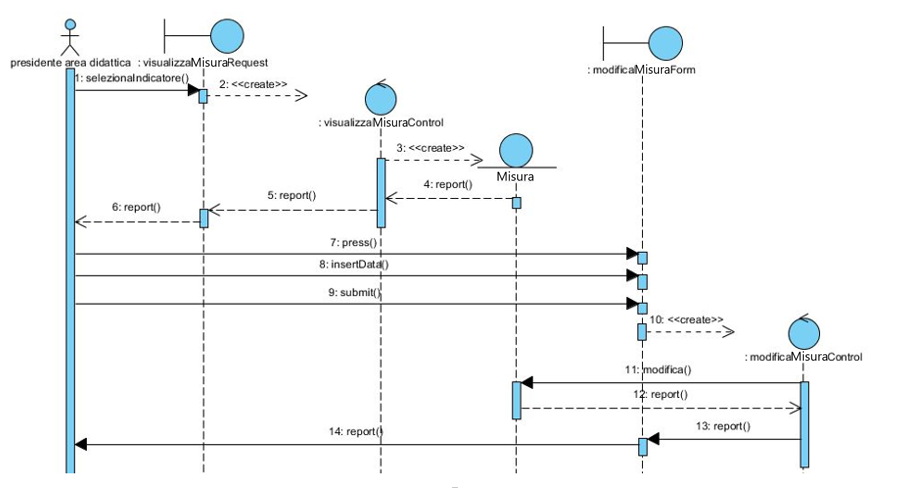 presidente area didattica
: visualizzaMisuraRequest
: modificaMisuraForm
1: selezionaIndicatore()
2: <<create>>
: visualizzaMisuraControl
3: <<create>>
Misura
4: report()
5: report()
6: report()
7: press()
8: insertData()
9: submit()
10: <<create>>
: modificaMisuraControl
11: modifica()
12: report()
13: report()
14: report()